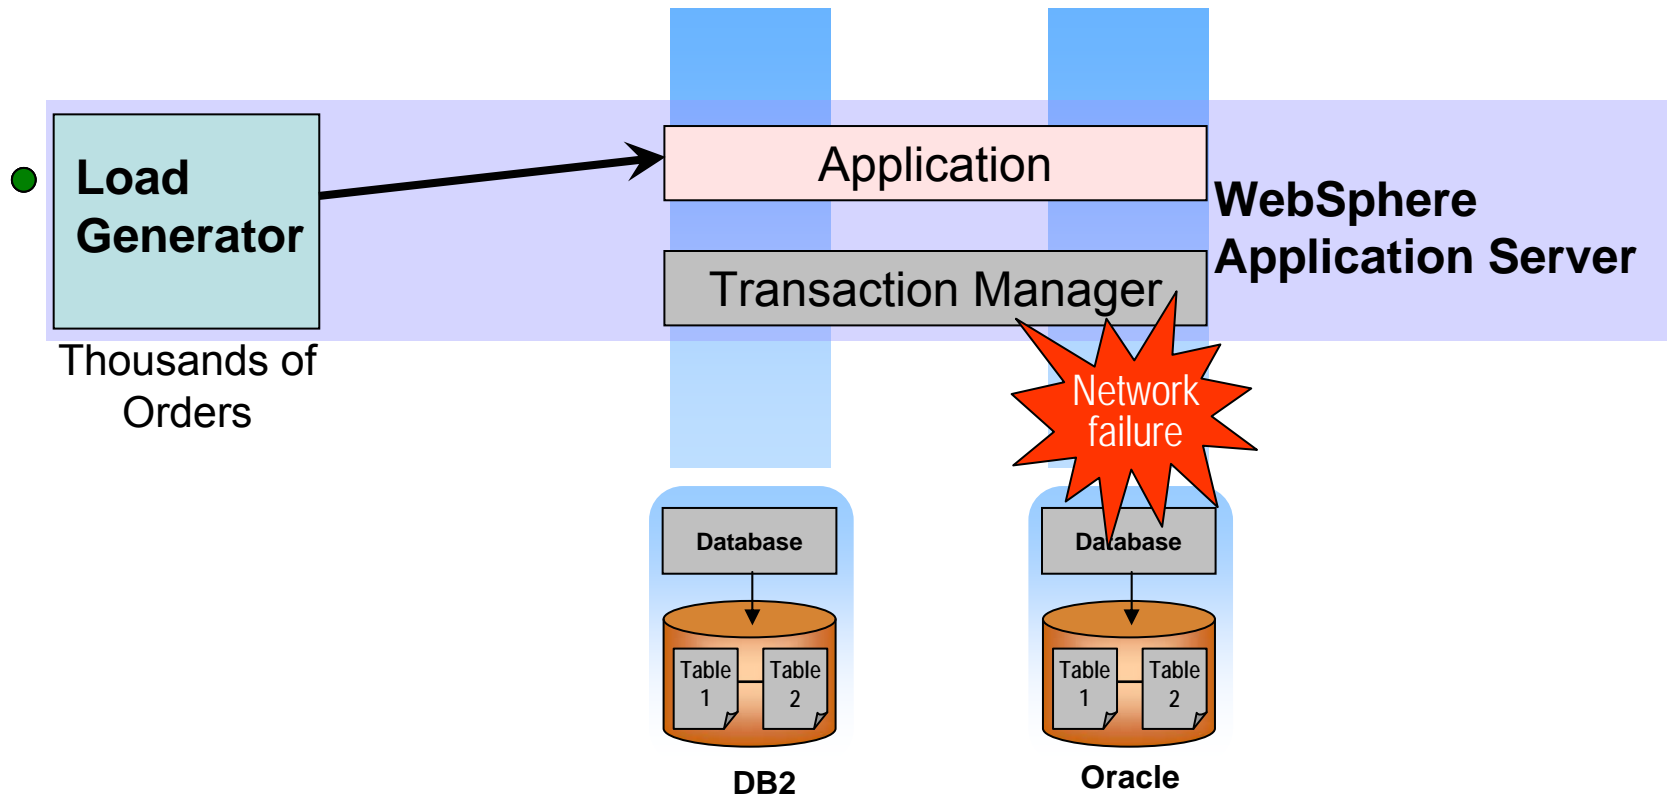 Load
Generator
Thousands of
Orders
Application
Transaction Manager
WebSphere
Application Server
Network
failure
Database
Table
1
Table
2
DB2
Database
Table
1
Table
2
Oracle